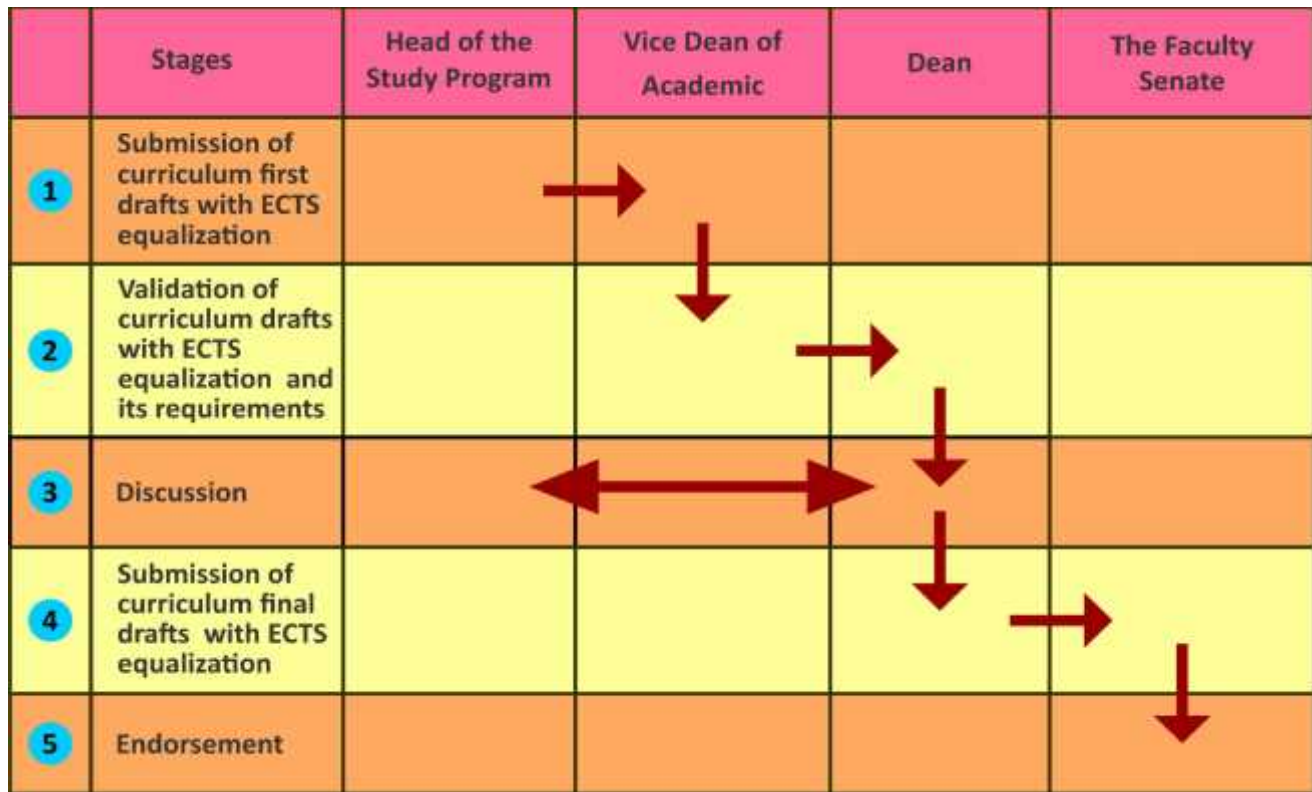 Stages
Head of the
Study Program
Vice Dean of
Academic
Dean
The Faculty
Senate
1
Submission of
curriculum first
drafts with ECTS
equalization
2
Validation of
curriculum drafts
with ECTS
equalization and
its requirements
3
Discussion
4
Submission of
curriculum final
drafts with ECTS
equalization
5
Endorsement